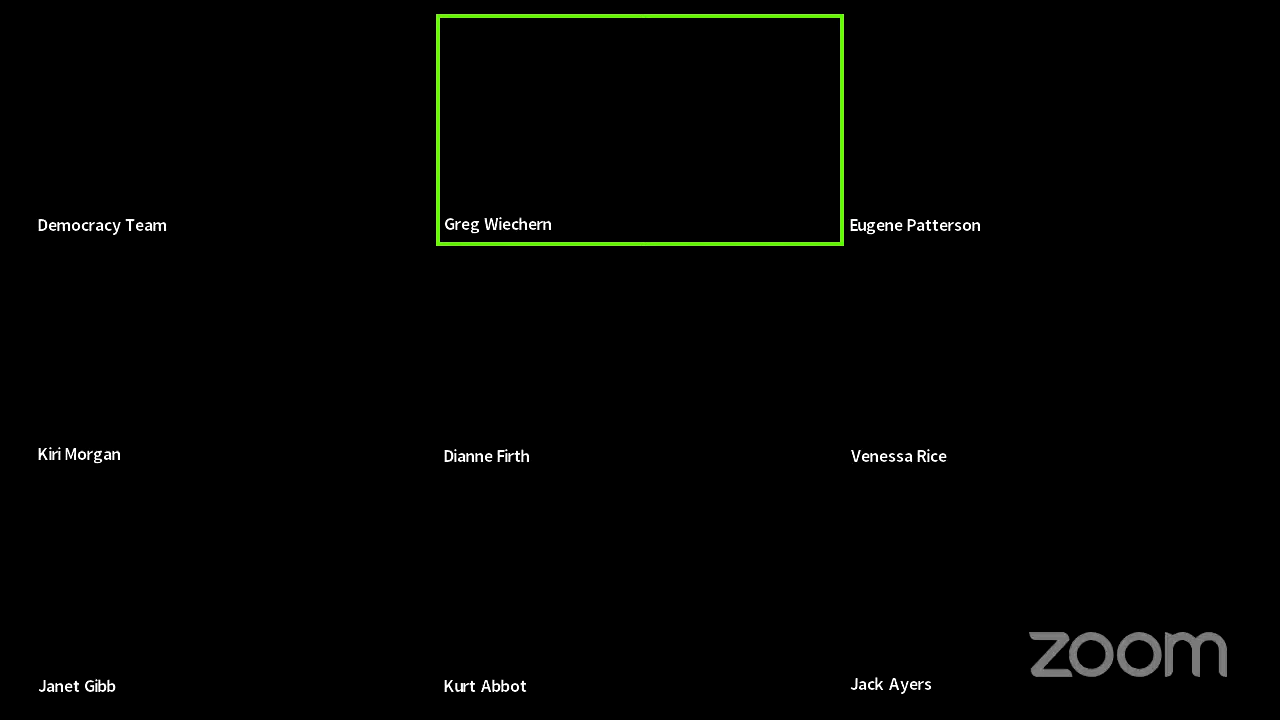 Democracy Team
Greg Wiechern
Eugene Patterson
Kiri Morgan
Dianne Firth
Venessa Rice
Janet Gibb
Kurt Abbot
Jack Ayers
zoom